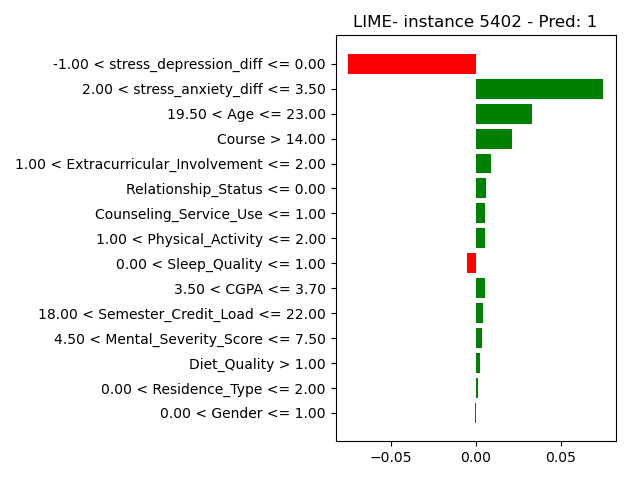 LIME- instance 5402 - Pred: 1
-1.00 < stress_depression_diff <= 0.00
2.00 < stress_anxiety_diff <= 3.50
19.50 < Age <= 23.00
Course > 14.00
1.00 < Extracurricular_Involvement <= 2.00
Relationship_Status <= 0.00
Counseling_Service_Use <= 1.00
1.00 < Physical_Activity <= 2.00
0.00 < Sleep_Quality <= 1.00
3.50 < CGPA <= 3.70
18.00 < Semester_Credit_Load <= 22.00
4.50 < Mental_Severity_Score <= 7.50
Diet_Quality > 1.00
0.00 < Residence_Type <= 2.00
0.00 < Gender <= 1.00
−0.05 0.00 0.05